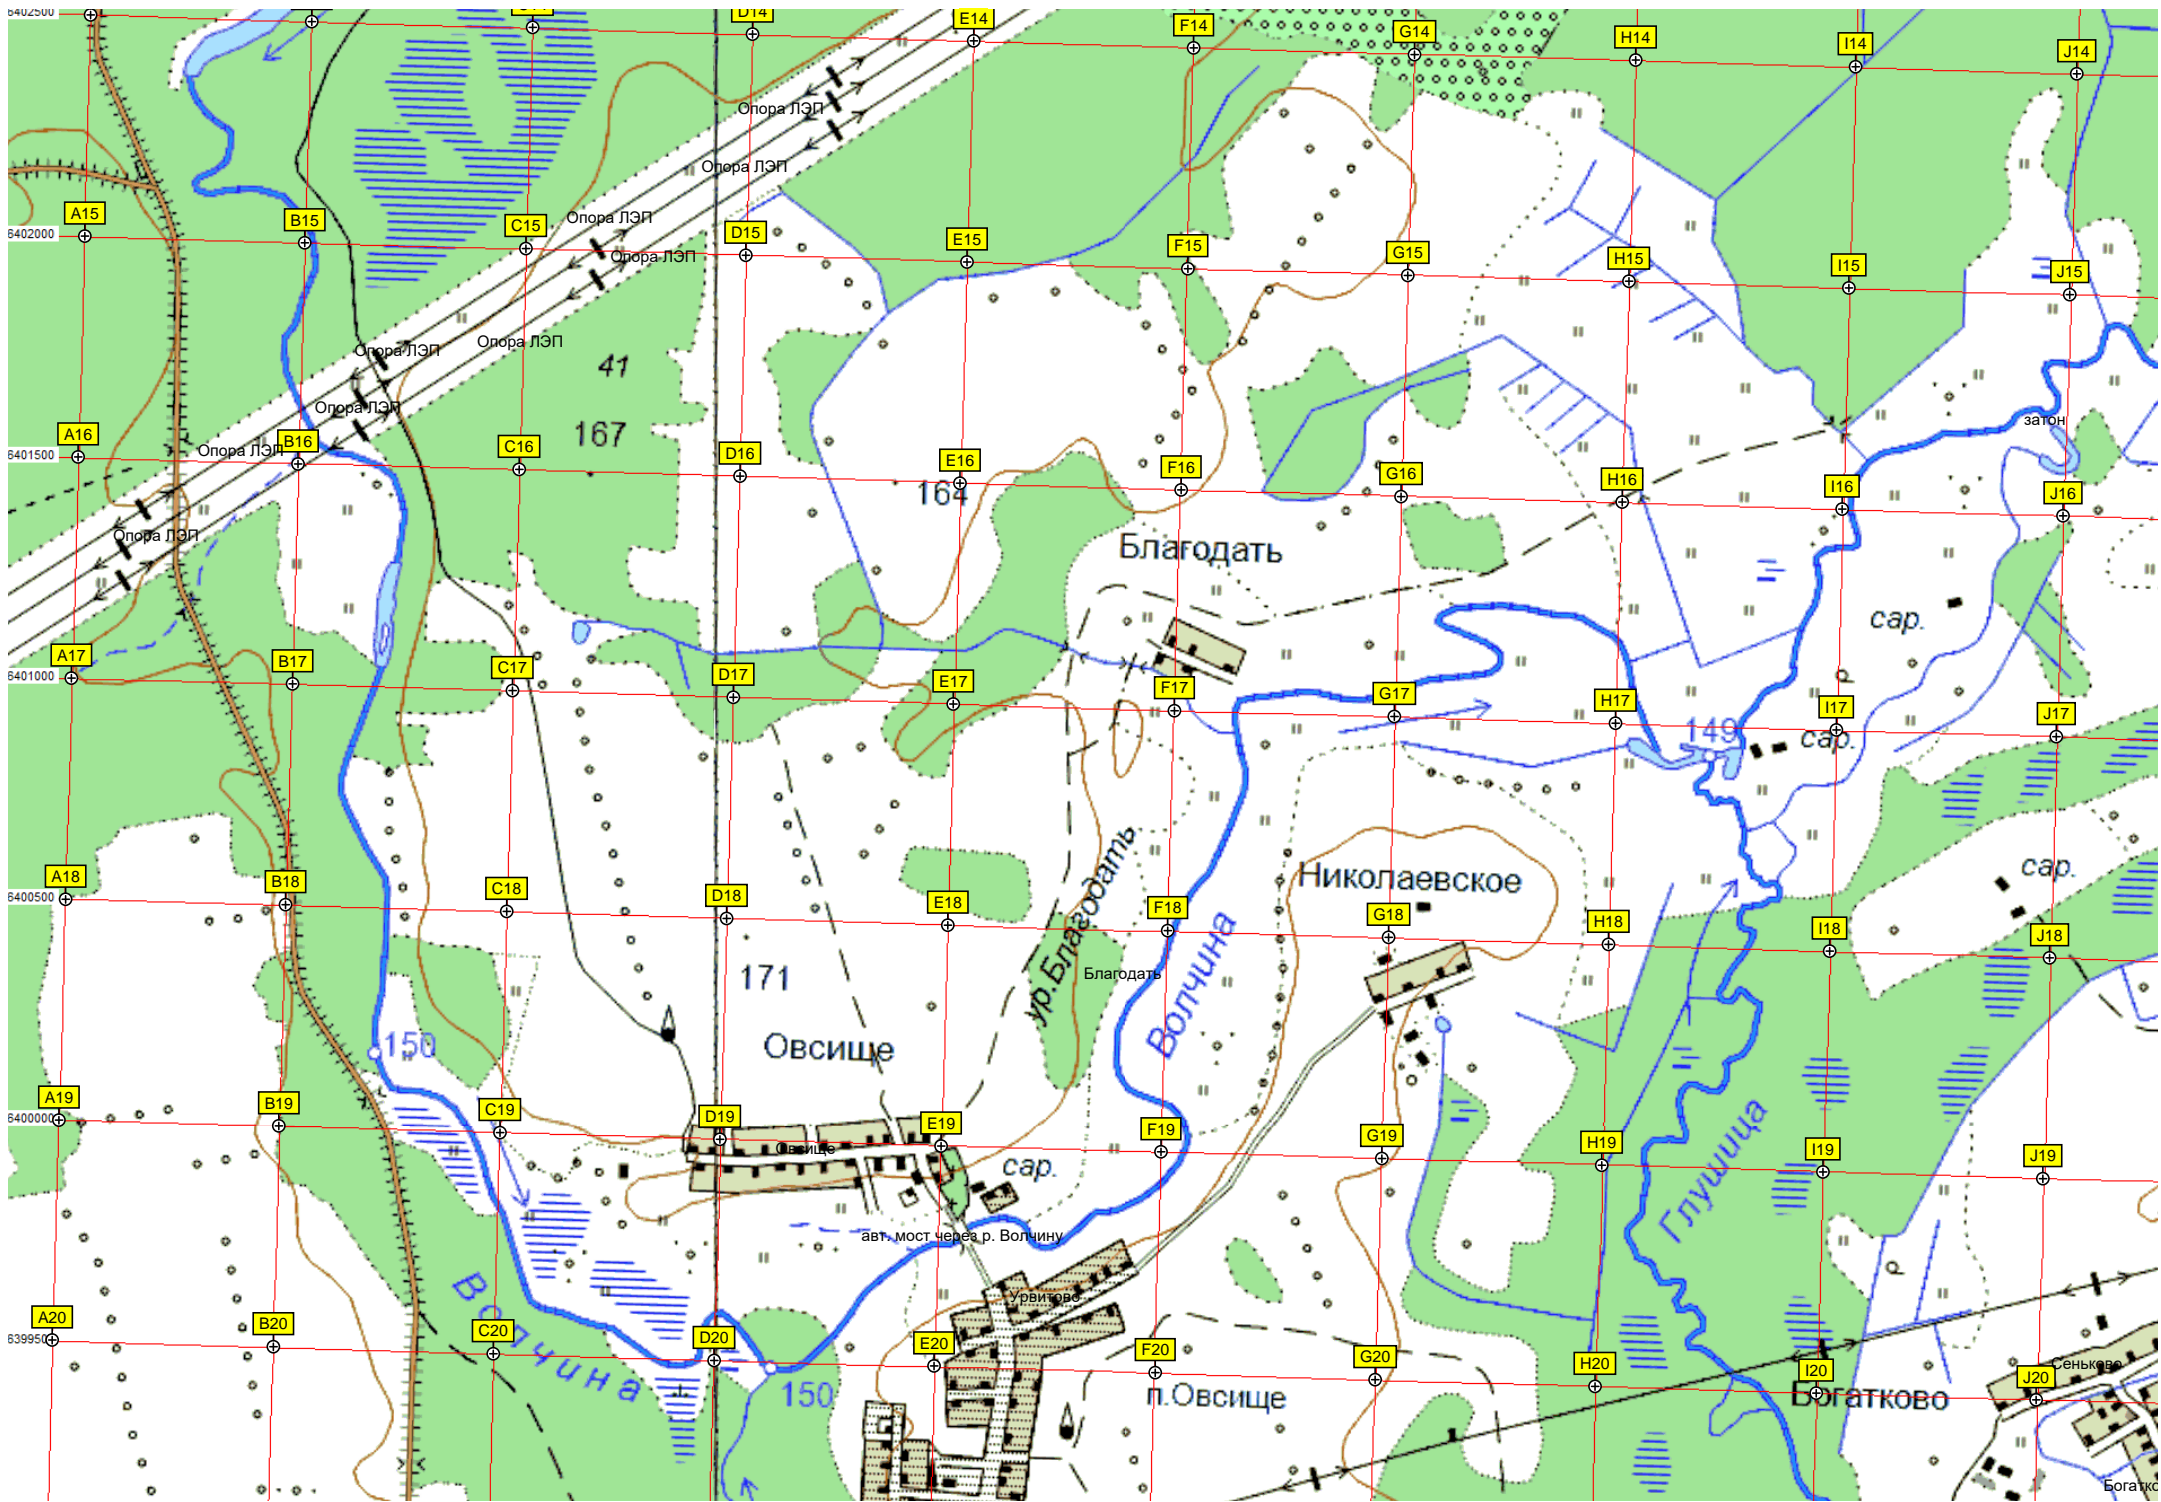 6402500
D14
E14
F14
G14
H14
I14
J14
Опора ЛЭП
Опора ЛЭП
A15
B15
C15
D15
E15
F15
G15
H15
I15
J15
6402000
Опора ЛЭП
Опора ЛЭП
Опора ЛЭП
Опора ЛЭП
41
167
Опора ЛЭП
затон
A16
B16
C16
D16
E16
F16
G16
H16
I16
J16
6401500
Опора ЛЭП
164
Опора ЛЭП
Благодать
сар.
A17
B17
C17
D17
E17
F17
G17
H17
I17
J17
6401000
149
сар.
ур.Благодать
Николаевское
сар.
A18
B18
C18
D18
E18
F18
G18
H18
I18
J18
6400500
171
Благодать
Волчина
150
Овсище
A19
B19
C19
D19
E19
F19
G19
H19
I19
J19
6400000
Овсище
сар.
Глушица
авт. мост через р. Волчину
Волчина
Урвитово
A20
B20
C20
D20
E20
F20
G20
H20
I20
J20
639950
Сеньково
150
п.Овсище
Богатково
Богатко